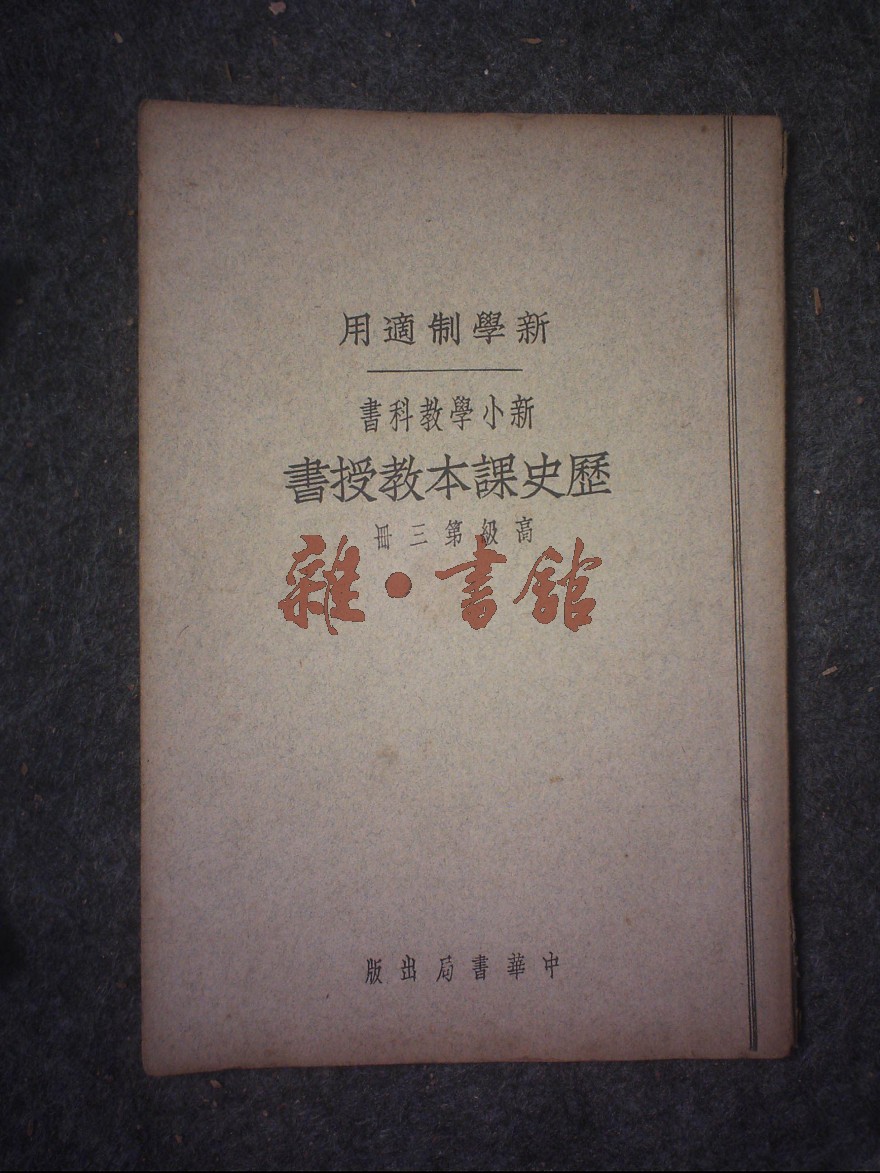 新學制適用
新小學教科書
歷史課本教授書
高級第三冊
雜·書館
中華書局出版